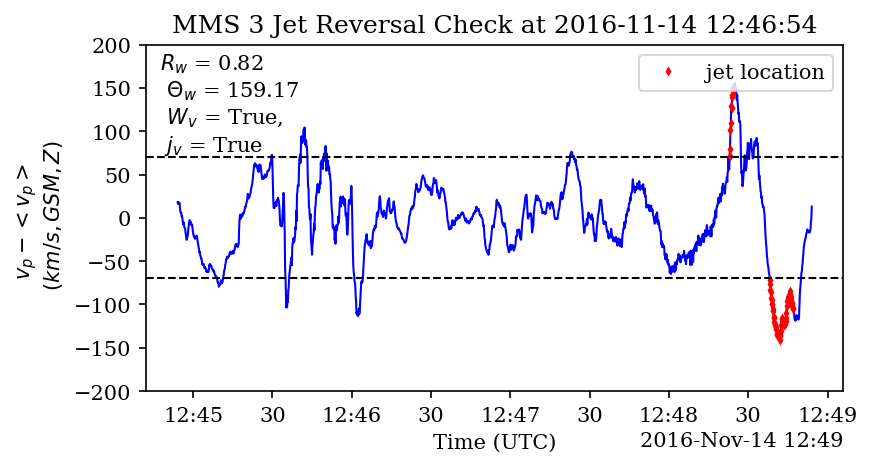 MMS 3 Jet Reversal Check at 2016-11-14 12:46:54
200
150
100
50
0
−50
−100
−150
−200
v_p − < v_p >
(km/s, GSM, Z)
R_w = 0.82
Θ_w = 159.17
W_v = True,
j_v = True
jet location
12:45 30 12:46 30 12:47 30 12:48 30 12:49
Time (UTC)
2016-Nov-14 12:49